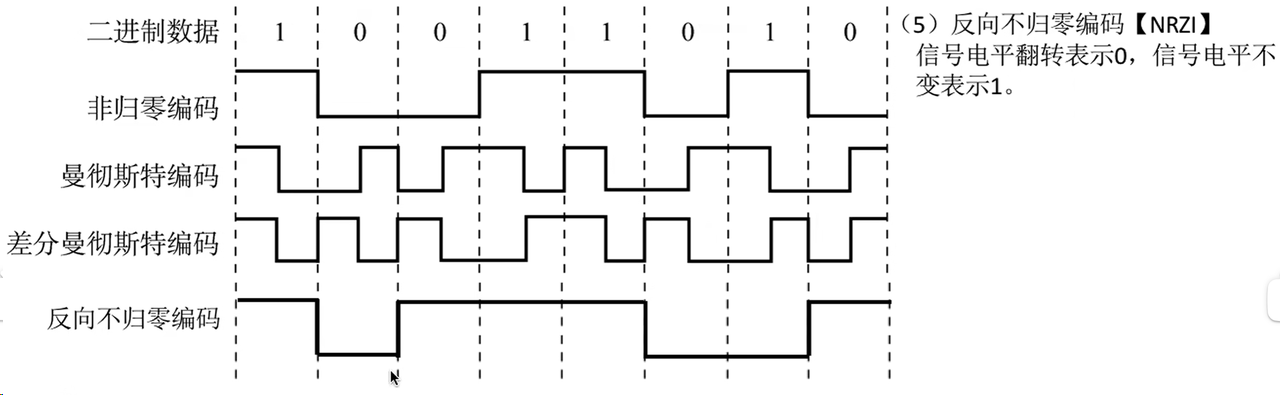 二进制数据 1 0 0 1 1 0 1 0
非归零编码
曼彻斯特编码
差分曼彻斯特编码
反向不归零编码
（5）反向不归零编码【NRZI】
信号电平翻转表示0，信号电平不
变表示1。